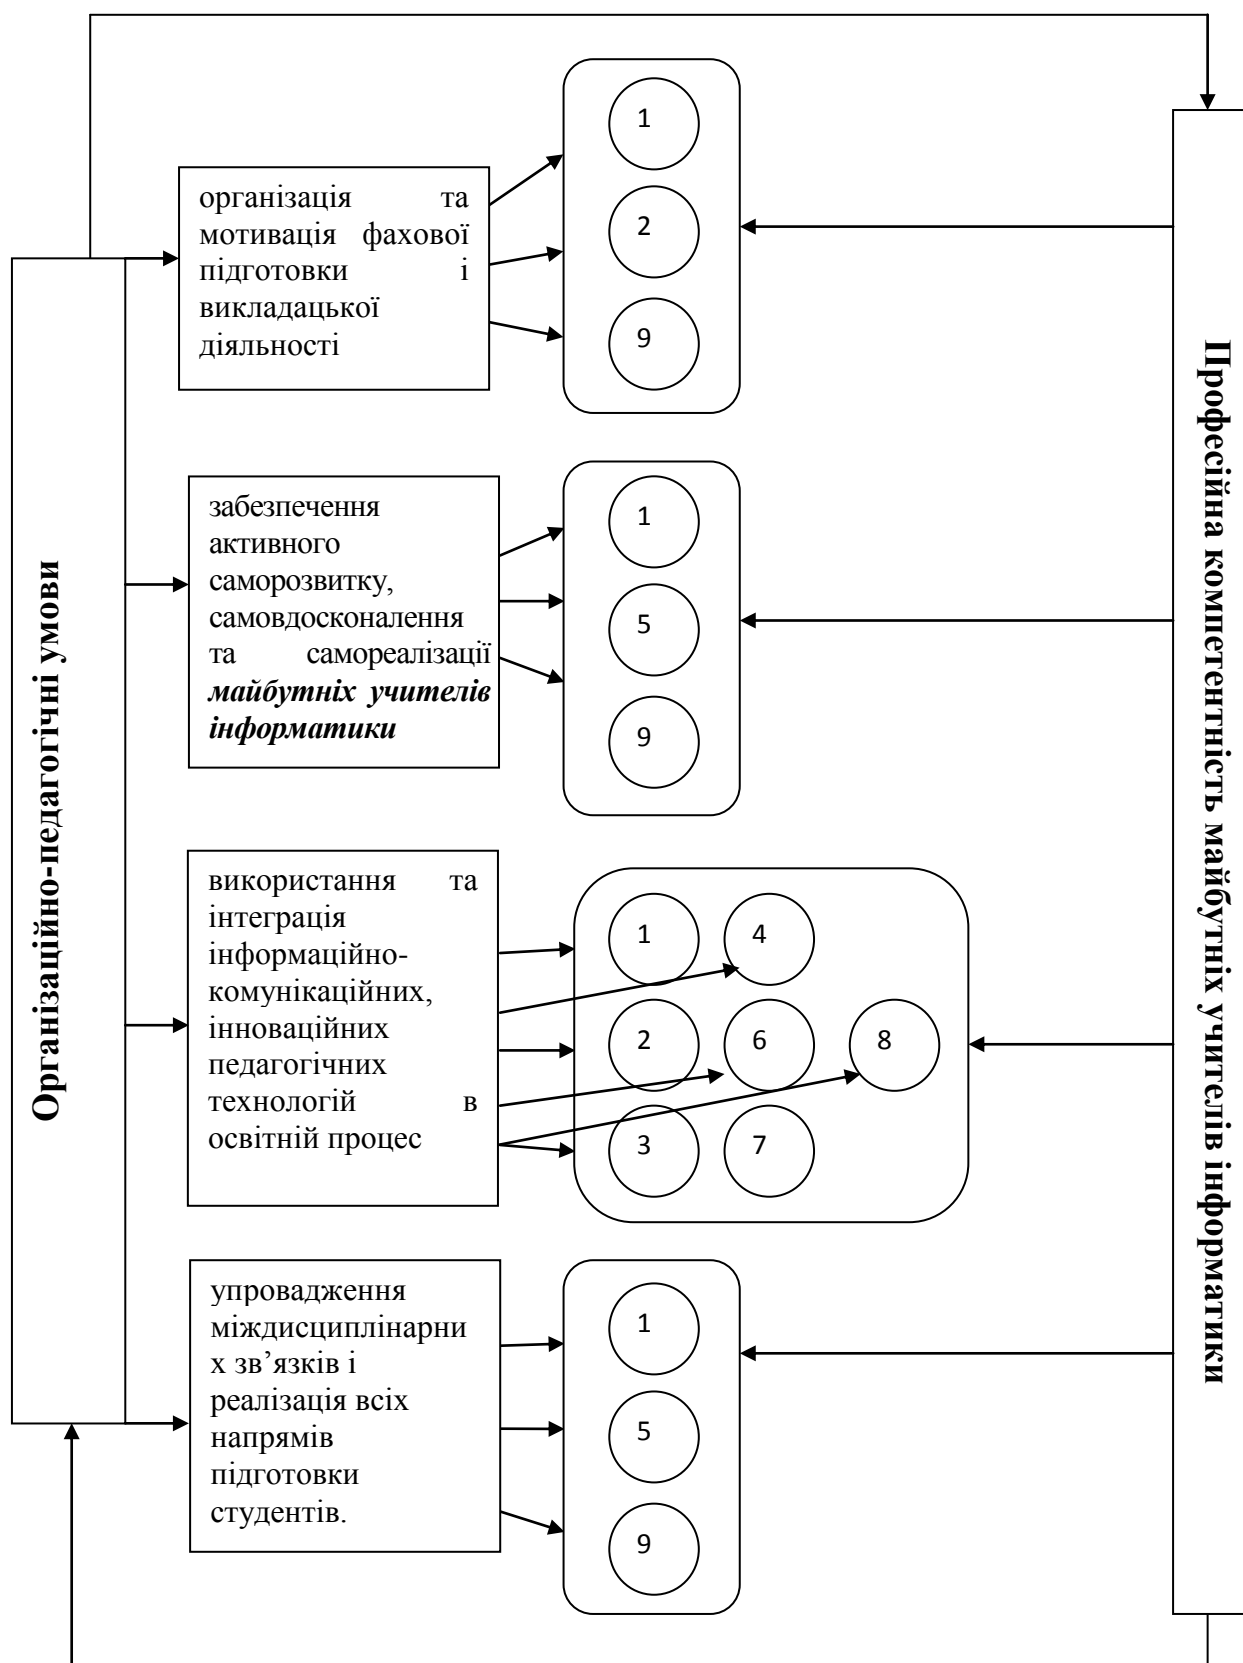 Організаційно-педагогічні умови
організація та
мотивація фахової
підготовки і
викладацької
діяльності
1
2
9
забезпечення
активного
саморозвитку,
самовдосконалення
та самореалізації
майбутніх учителів
інформатики
1
5
9
використання та
інтеграція
інформаційно-
комунікаційних,
інноваційних
педагогічних
технологій в
освітній процес
1 4
2 6 8
3 7
упровадження
міждисциплінарни
х зв’язків і
реалізація всіх
напрямів
підготовки
студентів.
1
5
9
Професійна компетентність майбутніх учителів інформатики